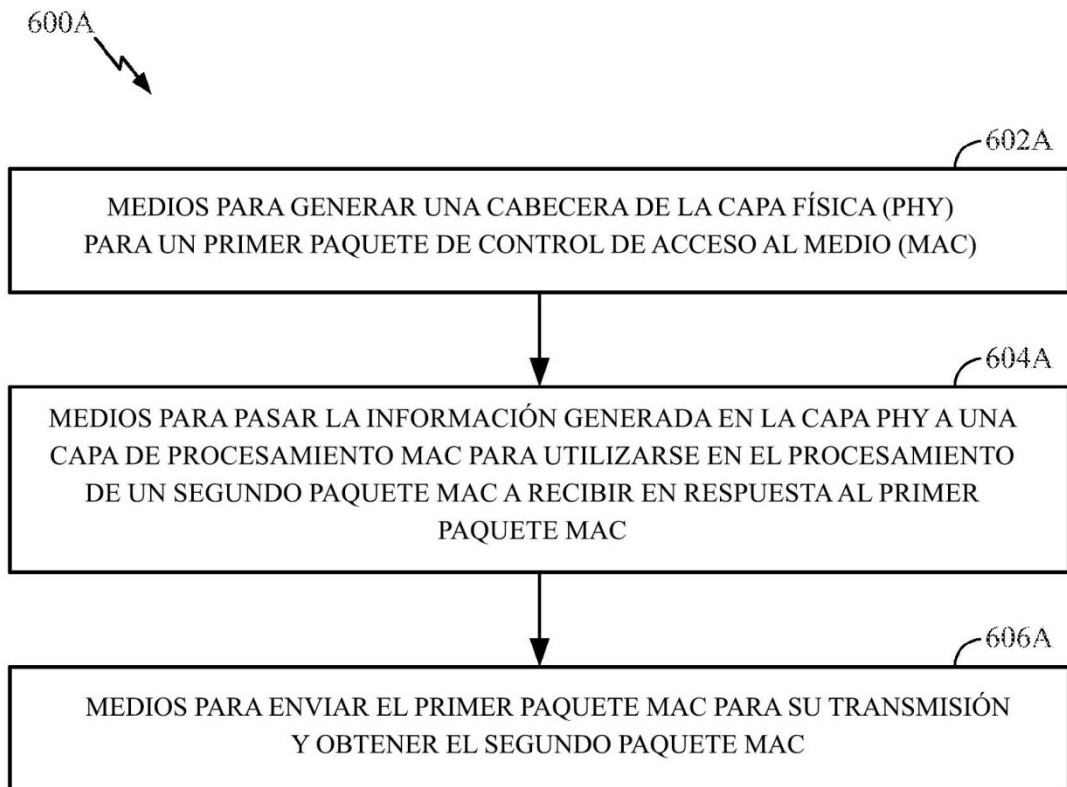 600A
602A
MEDIOS PARA GENERAR UNA CABECERA DE LA CAPA FÍSICA (PHY)
PARA UN PRIMER PAQUETE DE CONTROL DE ACCESO AL MEDIO (MAC)
604A
MEDIOS PARA PASAR LA INFORMACIÓN GENERADA EN LA CAPA PHY A UNA
CAPA DE PROCESAMIENTO MAC PARA UTILIZARSE EN EL PROCESAMIENTO
DE UN SEGUNDO PAQUETE MAC A RECIBIR EN RESPUESTA AL PRIMER
PAQUETE MAC
606A
MEDIOS PARA ENVIAR EL PRIMER PAQUETE MAC PARA SU TRANSMISIÓN
Y OBTENER EL SEGUNDO PAQUETE MAC